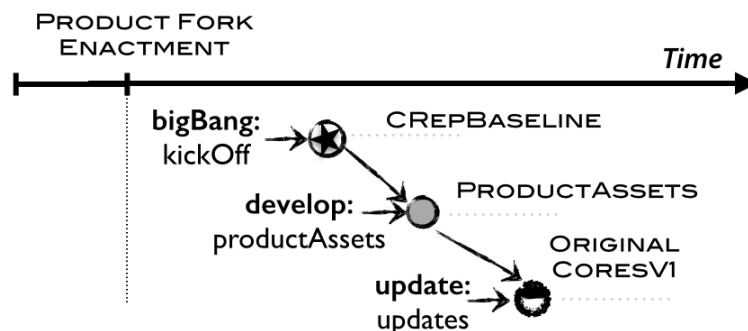 PRODUCT FORK
ENACTMENT
Time
bigBang:
kickOff
CREPBASELINE
develop:
productAssets
PRODUCTASSETS
update:
updates
ORIGINAL
CORESV1